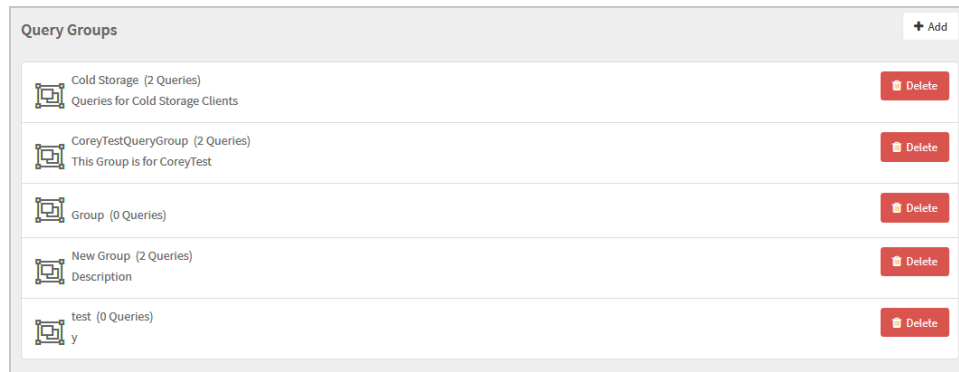 Query Groups
+ Add
Cold Storage (2 Queries)
Queries for Cold Storage Clients
Delete
CoreyTestQueryGroup (2 Queries)
This Group is for CoreyTest
Delete
Group (0 Queries)
Delete
New Group (2 Queries)
Description
Delete
test (0 Queries)
y
Delete